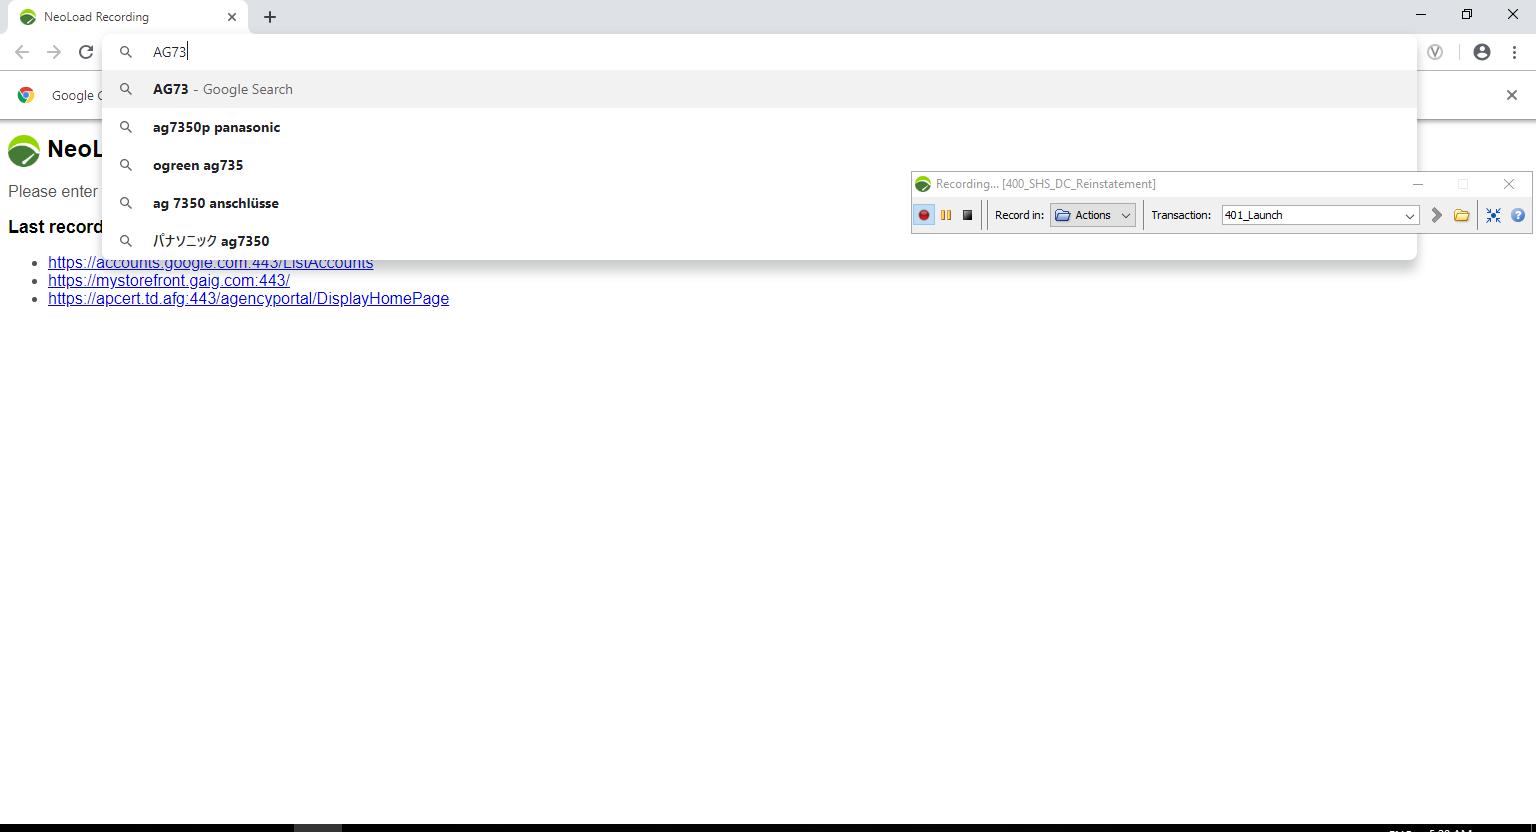 NeoLoad Recording
AG73
AG73 - Google Search
Google C
ag7350p panasonic
NeoL
ogreen ag735
Please enter
Recording... [400_SHS_DC_Reinstatement]
ag 7350 anschlüsse
Record in: Actions Transaction: 401_Launch
Last record
パナソニック ag7350
https://accounts.google.com:443/ListAccounts
https://mystorefront.gaig.com:443/
https://apcert.td.afg:443/agencyportal/DisplayHomePage